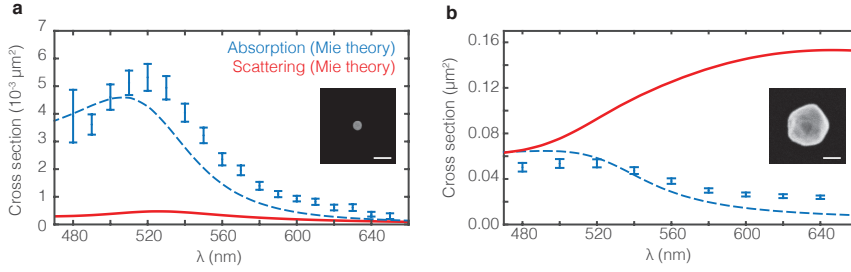 a
Cross section (10⁻³ μm²)
7
6
5
4
3
2
1
0
Absorption (Mie theory)
Scattering (Mie theory)
480 520 560 600 640
λ (nm)
b
Cross section (μm²)
0.16
0.12
0.08
0.04
0.00
480 520 560 600 640
λ (nm)